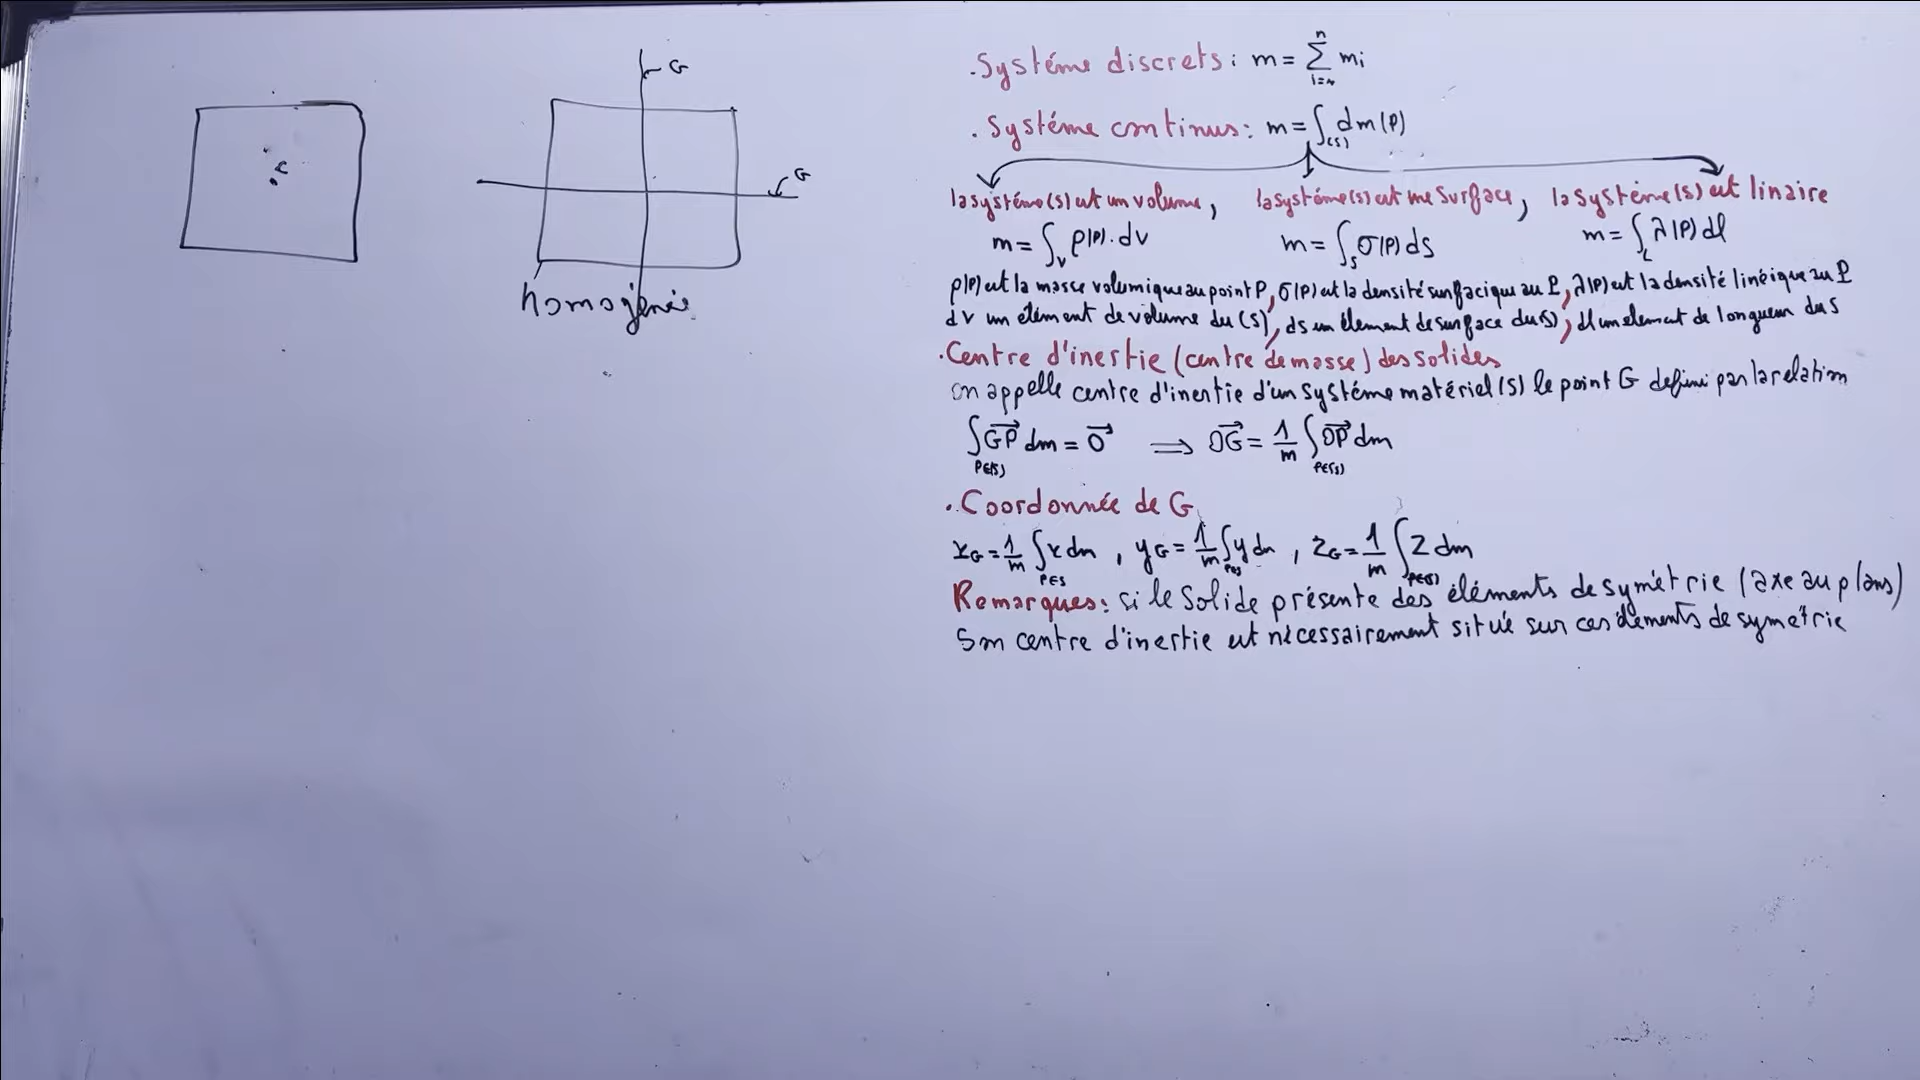 G
G
G
homogénie
. Systéme discrets : m = ∑ⁿᵢ₌₁ mi
. Systéme continus : m = ∫(s) dm(P)
la systéme(s) est un volume, la systéme(s) est une Surface, la Systéme(s) est linaire
m = ∫v ρ(P). dv m = ∫s σ(P) ds m = ∫L λ(P) dl
ρ(P) est la masse volumique au point P, σ(P) est la densité surfacique au P, λ(P) est la densité linéique au P
dv un élément de volume du (S), ds un élement de surface du(s), dl un element de longueur du S
. Centre d'inertie (centre de masse) des solides
on appelle centre d'inertie d'un Systéme matériel (S) le point G defini par la relation
∫P∈(S) GP⃗ dm = 0⃗ ⟹ OG⃗ = 1/m ∫P∈(S) OP⃗ dm
. Coordonnée de G
xG = 1/m ∫P∈S x dm , yG = 1/m ∫P∈S y dm , zG = 1/m ∫P∈(S) Z dm
Remarques : si le Solide présente des éléments de symétrie (axe au plans)
Son centre d'inertie est nécessairement situé sur ces élements de symétrie